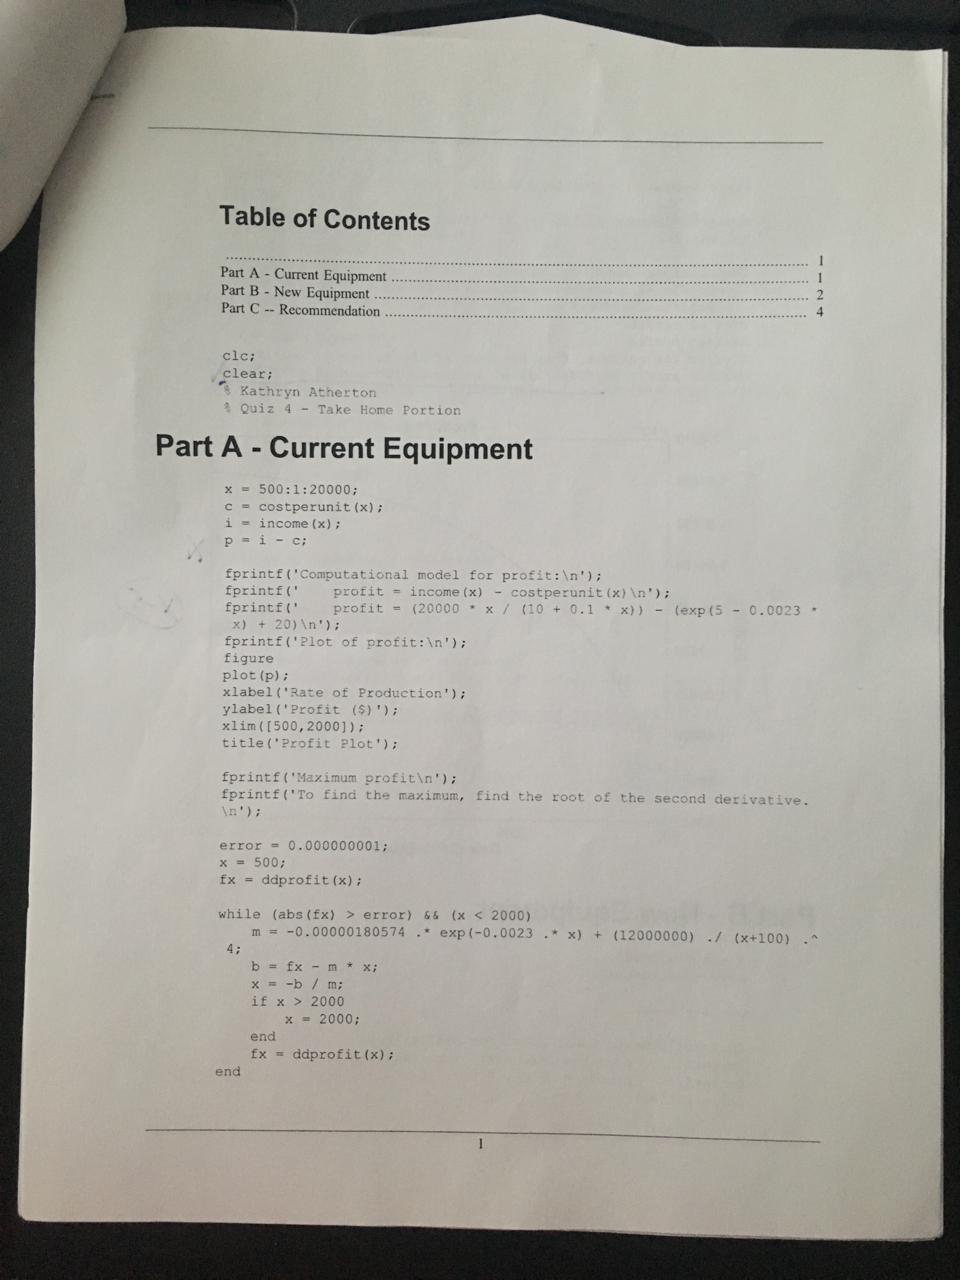 Table of Contents
........................................................................................................ 1
Part A - Current Equipment ........................................................................ 1
Part B - New Equipment ............................................................................ 2
Part C -- Recommendation .......................................................................... 4
clc;
clear;
% Kathryn Atherton
% Quiz 4 - Take Home Portion
Part A - Current Equipment
x = 500:1:20000;
c = costperunit(x);
i = income(x);
p = i - c;
fprintf('Computational model for profit:\n');
fprintf('    profit = income(x) - costperunit(x)\n');
fprintf('    profit = (20000 * x / (10 + 0.1 * x)) - (exp(5 - 0.0023 *
x) + 20)\n');
fprintf('Plot of profit:\n');
figure
plot(p);
xlabel('Rate of Production');
ylabel('Profit ($)');
xlim([500,2000]);
title('Profit Plot');
fprintf('Maximum profit\n');
fprintf('To find the maximum, find the root of the second derivative.
\n');
error = 0.000000001;
x = 500;
fx = ddprofit(x);
while (abs(fx) > error) && (x < 2000)
    m = -0.00000180574 .* exp(-0.0023 .* x) + (12000000) ./ (x+100) .^
4;
    b = fx - m * x;
    x = -b / m;
    if x > 2000
        x = 2000;
    end
    fx = ddprofit(x);
end
1